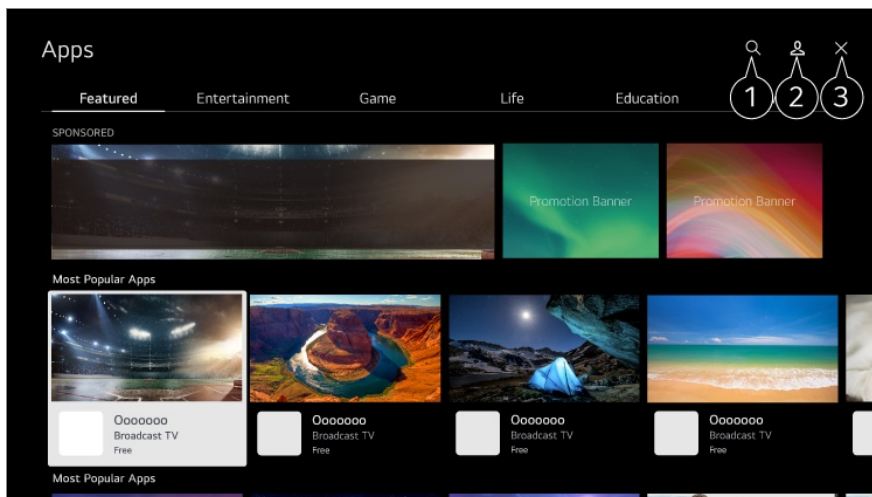 Apps
1 2 3
Featured Entertainment Game Life Education
SPONSORED
Promotion Banner Promotion Banner
Most Popular Apps
Ooooooo Ooooooo Ooooooo Ooooooo
Broadcast TV Broadcast TV Broadcast TV Broadcast TV
Free Free Free Free
Most Popular Apps